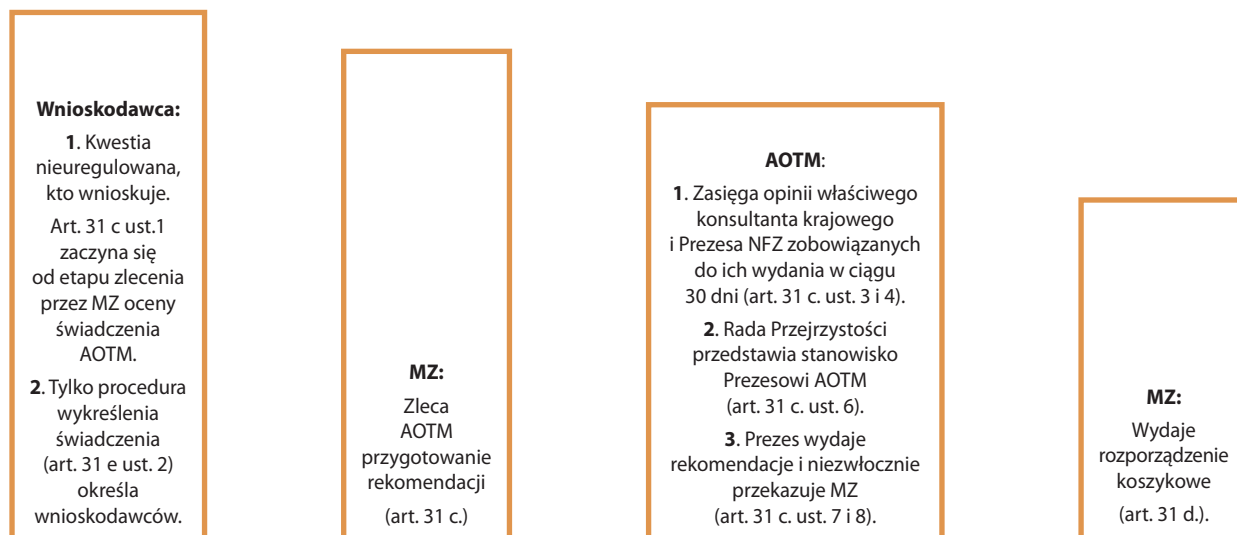 Wnioskodawca:
1. Kwestia
nieuregulowana,
kto wnioskuje.
Art. 31 c ust.1
zaczyna się
od etapu zlecenia
przez MZ oceny
świadczenia
AOTM.
2. Tylko procedura
wykreślenia
świadczenia
(art. 31 e ust. 2)
określa
wnioskodawców.
MZ:
Zleca
AOTM
przygotowanie
rekomendacji
(art. 31 c.)
AOTM:
1. Zasięga opinii właściwego
konsultanta krajowego
i Prezesa NFZ zobowiązanych
do ich wydania w ciągu
30 dni (art. 31 c. ust. 3 i 4).
2. Rada Przejrzystości
przedstawia stanowisko
Prezesowi AOTM
(art. 31 c. ust. 6).
3. Prezes wydaje
rekomendacje i niezwłocznie
przekazuje MZ
(art. 31 c. ust. 7 i 8).
MZ:
Wydaje
rozporządzenie
koszykowe
(art. 31 d.).